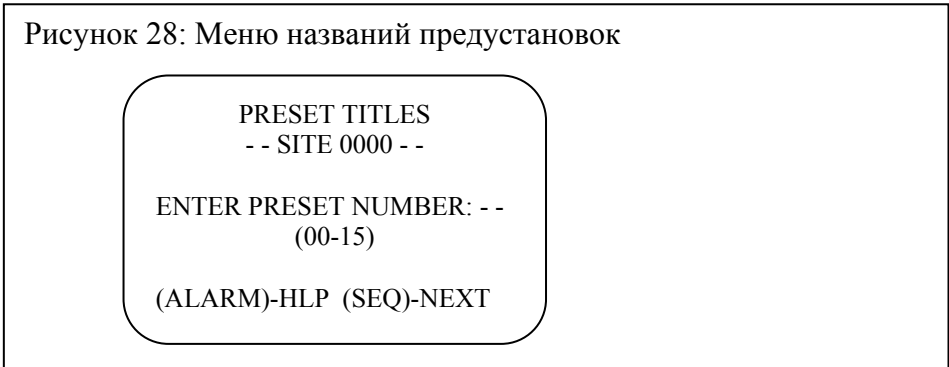 Рисунок 28: Меню названий предустановок
PRESET TITLES
- - SITE 0000 - -
ENTER PRESET NUMBER: - -
(00-15)
(ALARM)-HLP (SEQ)-NEXT